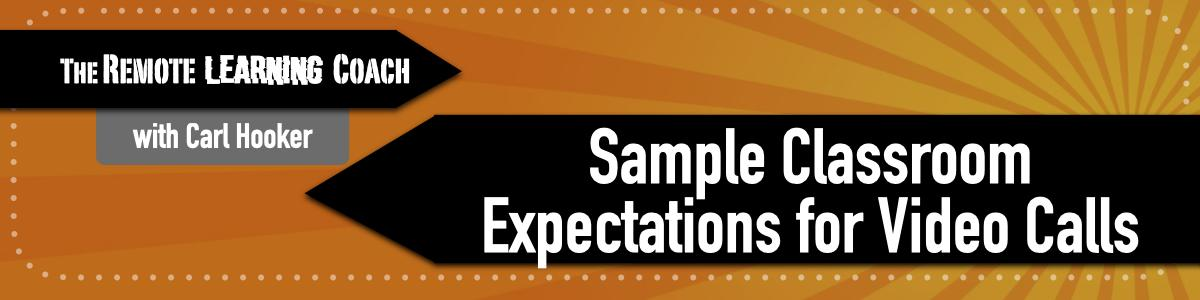 The Remote Learning Coach
with Carl Hooker
Sample Classroom
Expectations for Video Calls